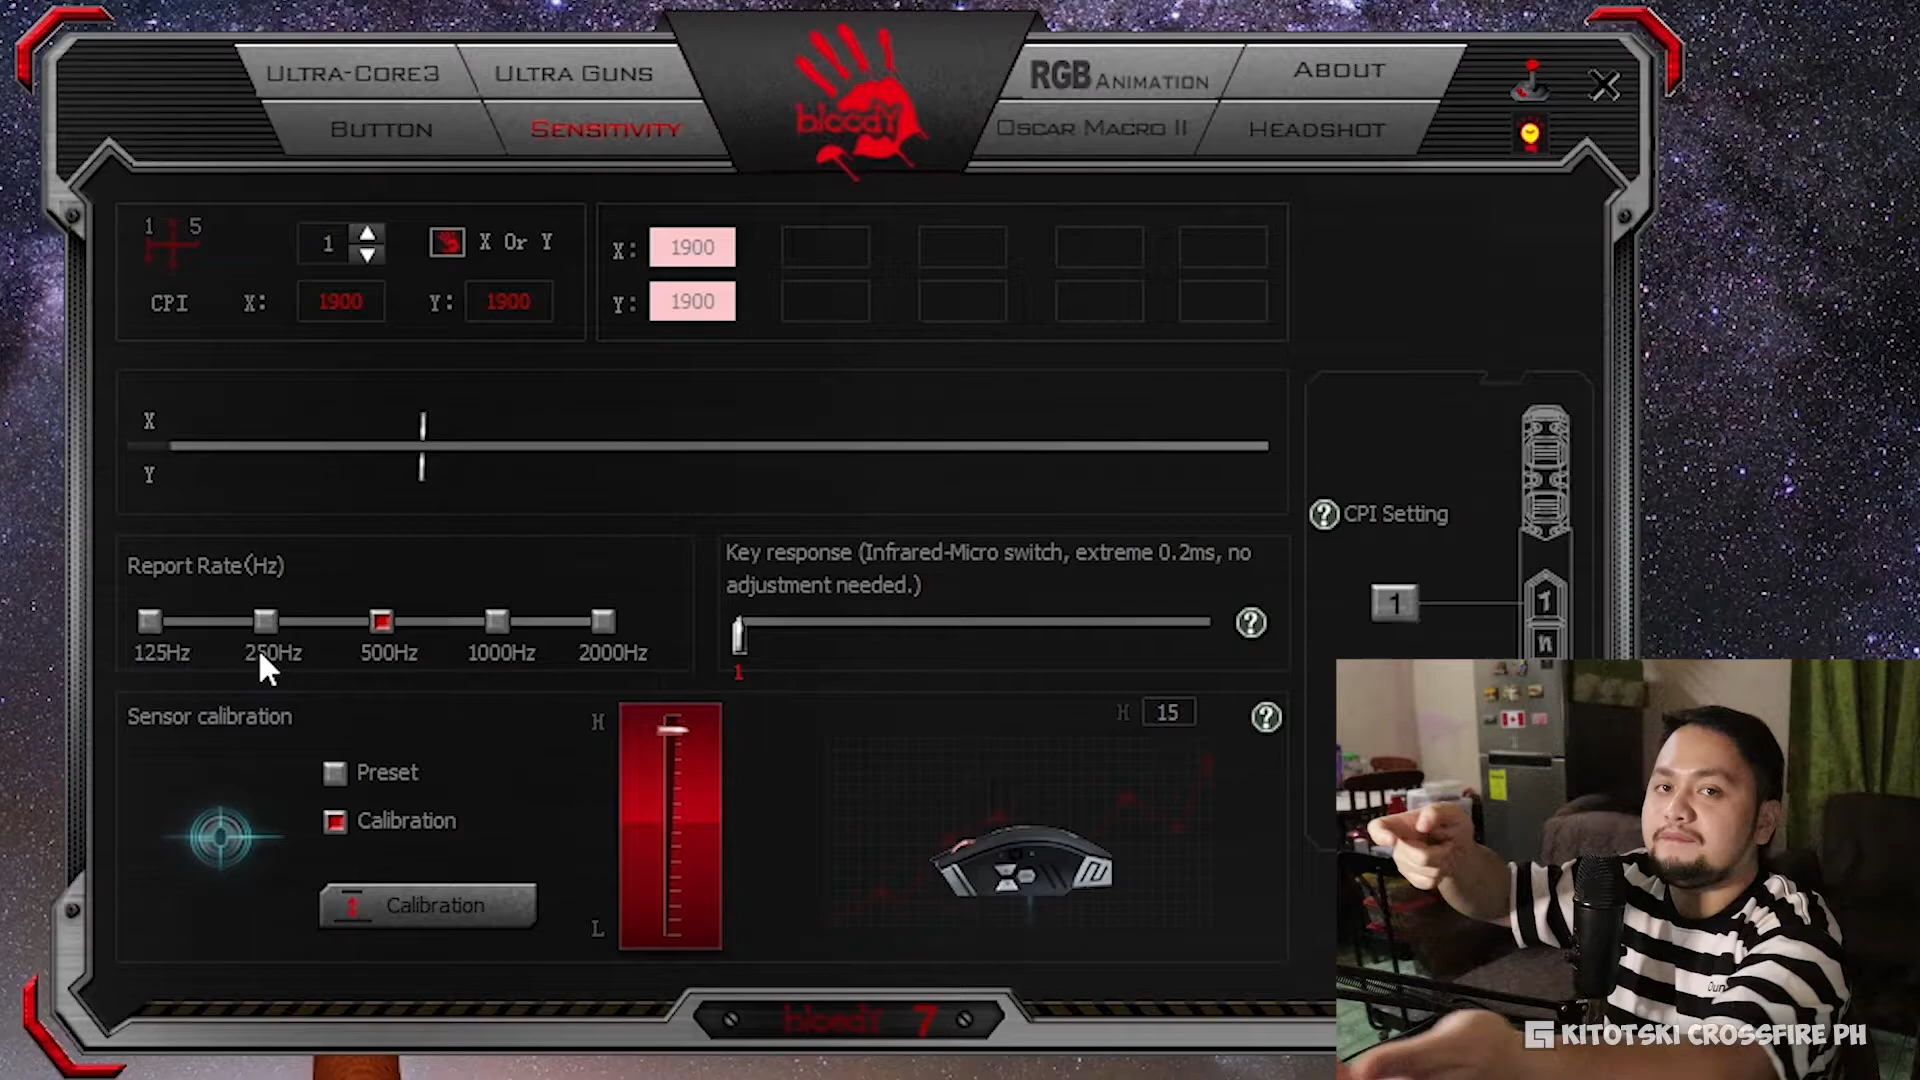 ULTRA-CORE3
ULTRA GUNS
RGB ANIMATION
ABOUT
BUTTON
SENSITIVITY
bloody
OSCAR MACRO II
HEADSHOT
1 5
1
X Or Y
CPI X: 1900 Y: 1900
X: 1900
Y: 1900
X
Y
CPI Setting
1
1
n
Report Rate(Hz)
125Hz 250Hz 500Hz 1000Hz 2000Hz
Key response (Infrared-Micro switch, extreme 0.2ms, no
adjustment needed.)
?
1
Sensor calibration
Preset
Calibration
Calibration
H
L
H 15
?
bloody 7
KITOTSKI CROSSFIRE PH